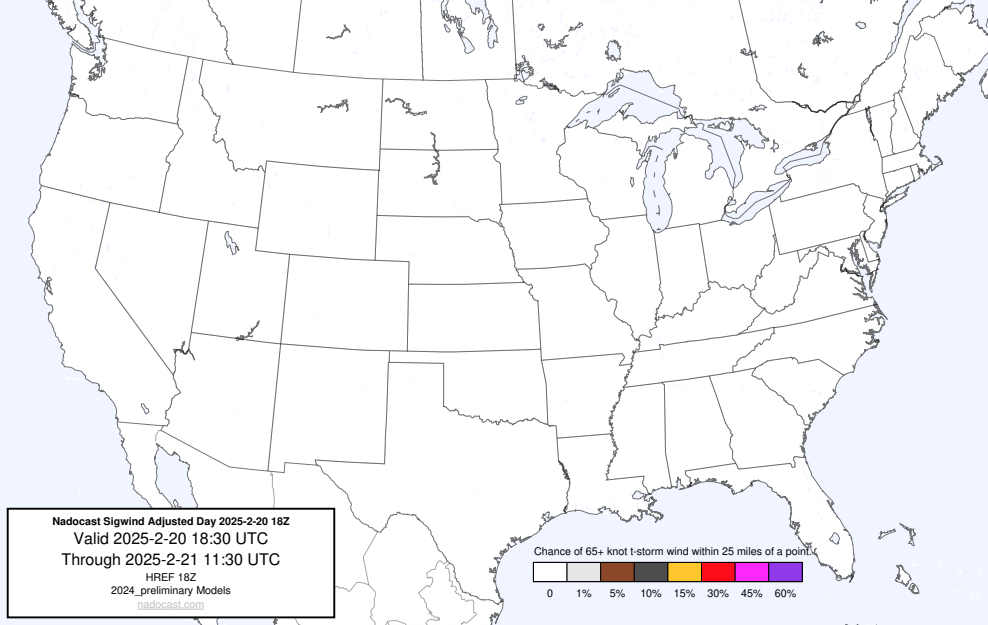 Nadocast Sigwind Adjusted Day 2025-2-20 18Z
Valid 2025-2-20 18:30 UTC
Through 2025-2-21 11:30 UTC
HREF 18Z
2024_preliminary Models
nadocast.com
Chance of 65+ knot t-storm wind within 25 miles of a point.
0 1% 5% 10% 15% 30% 45% 60%